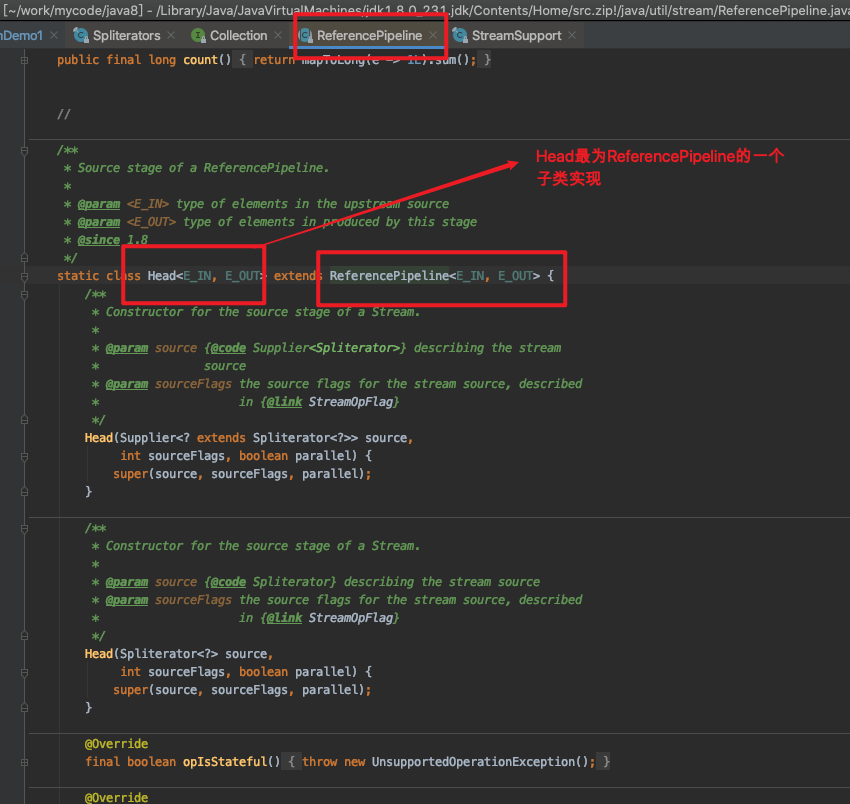 [~/work/mycode/java8] - /Library/Java/JavaVirtualMachines/jdk1.8.0_231.jdk/Contents/Home/src.zip!/java/util/stream/ReferencePipeline.java
nDemo1 Spliterators Collection ReferencePipeline StreamSupport
public final long count() { return mapToLong(e -> 1L).sum(); }
//
/**
* Source stage of a ReferencePipeline.
*
* @param <E_IN> type of elements in the upstream source
* @param <E_OUT> type of elements in produced by this stage
* @since 1.8
*/
Head最为ReferencePipeline的一个
子类实现
static class Head<E_IN, E_OUT> extends ReferencePipeline<E_IN, E_OUT> {
/**
* Constructor for the source stage of a Stream.
*
* @param source {@code Supplier<Spliterator>} describing the stream
* source
* @param sourceFlags the source flags for the stream source, described
* in {@link StreamOpFlag}
*/
Head(Supplier<? extends Spliterator<?>> source,
int sourceFlags, boolean parallel) {
super(source, sourceFlags, parallel);
}
/**
* Constructor for the source stage of a Stream.
*
* @param source {@code Spliterator} describing the stream source
* @param sourceFlags the source flags for the stream source, described
* in {@link StreamOpFlag}
*/
Head(Spliterator<?> source,
int sourceFlags, boolean parallel) {
super(source, sourceFlags, parallel);
}
@Override
final boolean opIsStateful() { throw new UnsupportedOperationException(); }
@Override